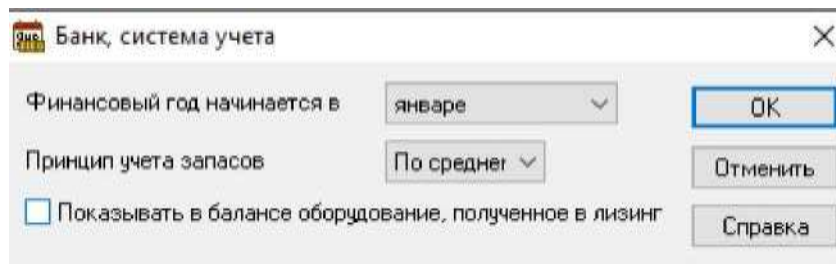 Банк, система учета
Финансовый год начинается в январе OK
Принцип учета запасов По среднег Отменить
Показывать в балансе оборудование, полученное в лизинг Справка